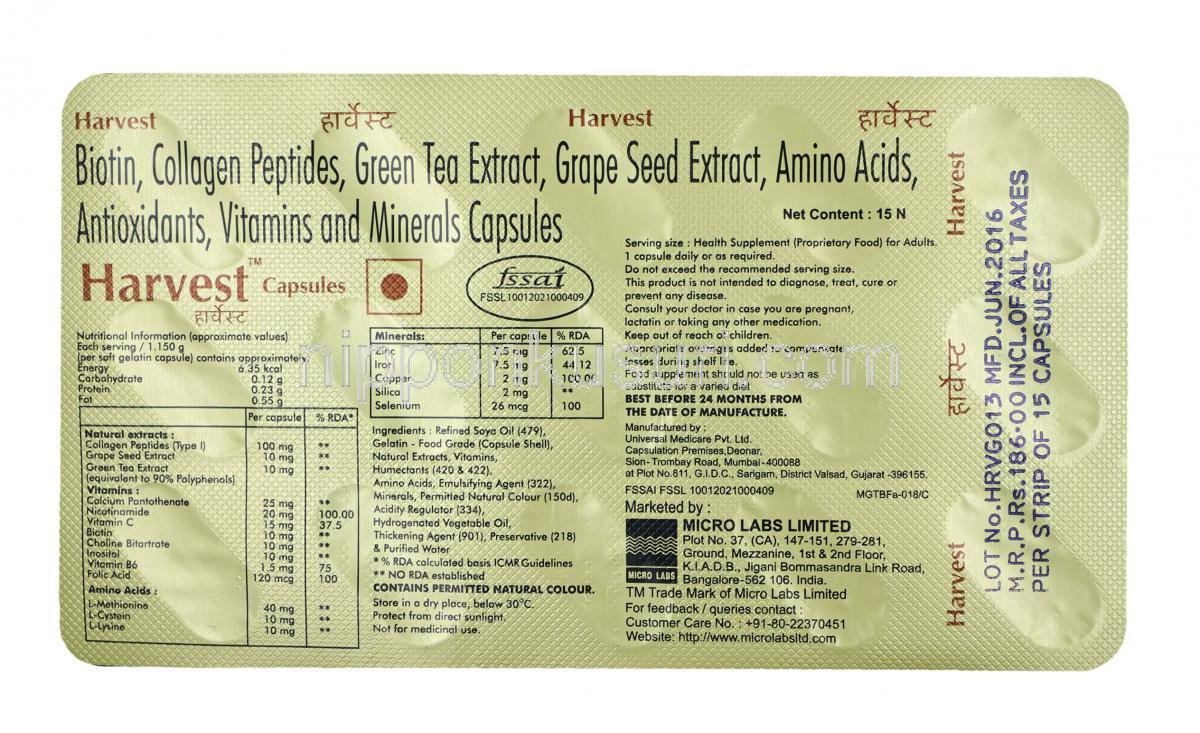 Harvest हार्वेस्ट Harvest हार्वेस्ट
Biotin, Collagen Peptides, Green Tea Extract, Grape Seed Extract, Amino Acids,
Antioxidants, Vitamins and Minerals Capsules
Net Content : 15 N
Harvest™ Capsules
हार्वेस्ट
fssai
FSSL10012021000409
Nutritional Information (approximate values)
Each serving / 1.150 g
(per soft gelatin capsule) contains approximately
Energy 6.35 kcal
Carbohydrate 0.12 g
Protein 0.23 g
Fat 0.55 g
Per capsule % RDA*
Natural extracts :
Collagen Peptides (Type I) 100 mg **
Grape Seed Extract 10 mg **
Green Tea Extract 10 mg **
(equivalent to 90% Polyphenols)
Vitamins :
Calcium Pantothenate 25 mg **
Nicotinamide 20 mg 100.00
Vitamin C 15 mg 37.5
Biotin 10 mg **
Choline Bitartrate 10 mg **
Inositol 10 mg **
Vitamin B6 1.5 mg 75
Folic Acid 120 mcg 100
Amino Acids :
L-Methionine 40 mg **
L-Cystein 10 mg **
L-Lysine 10 mg **
Minerals: Per capsule % RDA
Zinc 7.5 mg 62.5
Iron 7.5 mg 44.12
Copper 2 mg 100.00
Silica 2 mg **
Selenium 26 mcg 100
Ingredients : Refined Soya Oil (479),
Gelatin - Food Grade (Capsule Shell),
Natural Extracts, Vitamins,
Humectants (420 & 422),
Amino Acids, Emulsifying Agent (322),
Minerals, Permitted Natural Colour (150d),
Acidity Regulator (334),
Hydrogenated Vegetable Oil,
Thickening Agent (901), Preservative (218)
& Purified Water
* % RDA calculated basis ICMR Guidelines
** NO RDA established
CONTAINS PERMITTED NATURAL COLOUR.
Store in a dry place, below 30°C.
Protect from direct sunlight.
Not for medicinal use.
Serving size : Health Supplement (Proprietary Food) for Adults.
1 capsule daily or as required.
Do not exceed the recommended serving size.
This product is not intended to diagnose, treat, cure or
prevent any disease.
Consult your doctor in case you are pregnant,
lactatin or taking any other medication.
Keep out of reach of children.
Appropriate overages added to compensate
losses during shelf life.
Food supplement should not be used as
substitute for a varied diet
BEST BEFORE 24 MONTHS FROM
THE DATE OF MANUFACTURE.
Manufactured by :
Universal Medicare Pvt. Ltd.
Capsulation Premises,Deonar,
Sion- Trombay Road, Mumbai-400088
at Plot No.811, G.I.D.C., Sarigam, District Valsad, Gujarat -396155.
FSSAI FSSL 10012021000409 MGTBFa-018/C
Marketed by :
MICRO LABS
MICRO LABS LIMITED
Plot No. 37, (CA), 147-151, 279-281,
Ground, Mezzanine, 1st & 2nd Floor,
K.I.A.D.B., Jigani Bommasandra Link Road,
Bangalore-562 106. India.
TM Trade Mark of Micro Labs Limited
For feedback / queries contact :
Customer Care No. : +91-80-22370451
Website: http://www.microlabsltd.com
Harvest हार्वेस्ट Harvest
LOT No.HRVG013 MFD.JUN.2016
M.R.P.Rs.186.00 INCL.OF ALL TAXES
PER STRIP OF 15 CAPSULES
nipponkusuri.com